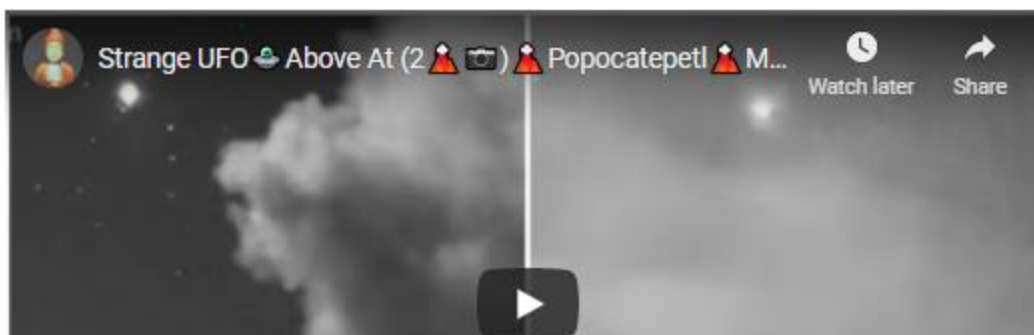 Strange UFO🛸Above At (2🌋📷)🌋Popocatepetl🌋M...
Watch later
Share